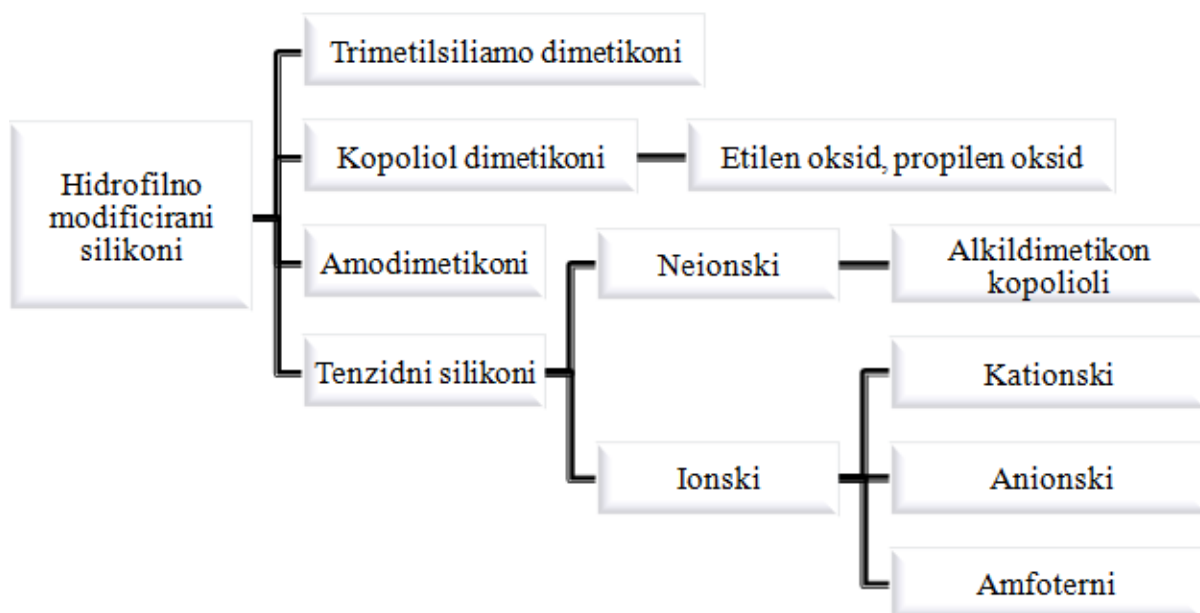 Hidrofilno
modificirani
silikoni
Trimetilsiliamo dimetikoni
Kopoliol dimetikoni
Etilen oksid, propilen oksid
Amodimetikoni
Tenzidni silikoni
Neionski
Alkildimetikon
kopolioli
Ionski
Kationski
Anionski
Amfoterni